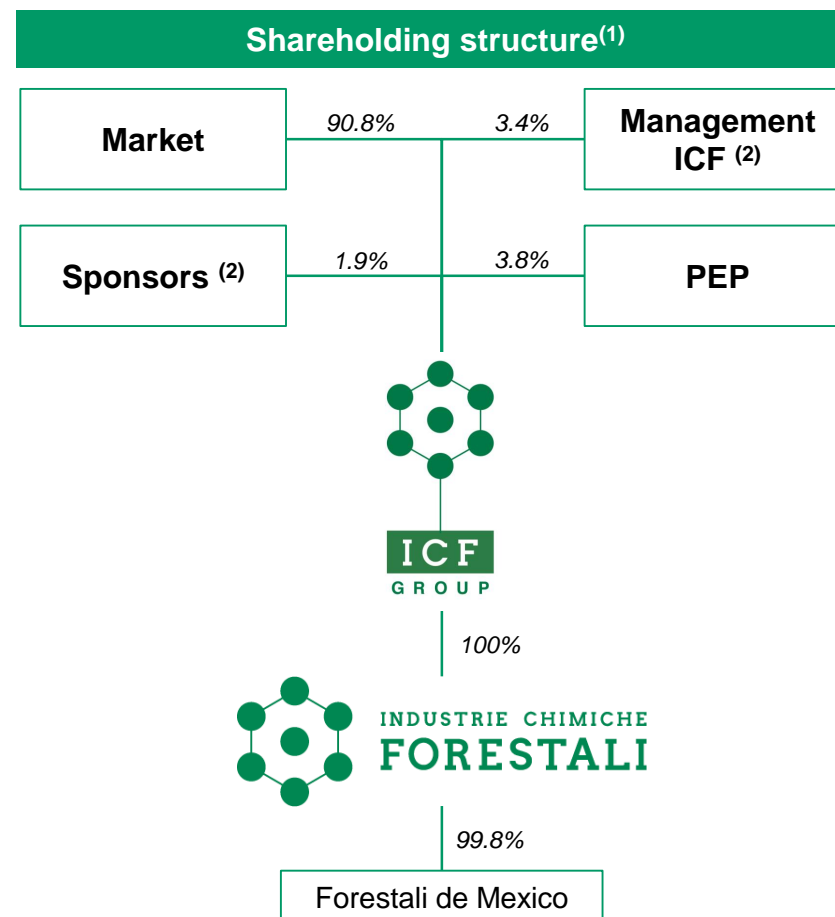 Shareholding structure(1)
Market
90.8%
3.4%
Management
ICF (2)
Sponsors (2)
1.9%
3.8%
PEP
ICF
GROUP
100%
INDUSTRIE CHIMICHE
FORESTALI
99.8%
Forestali de Mexico